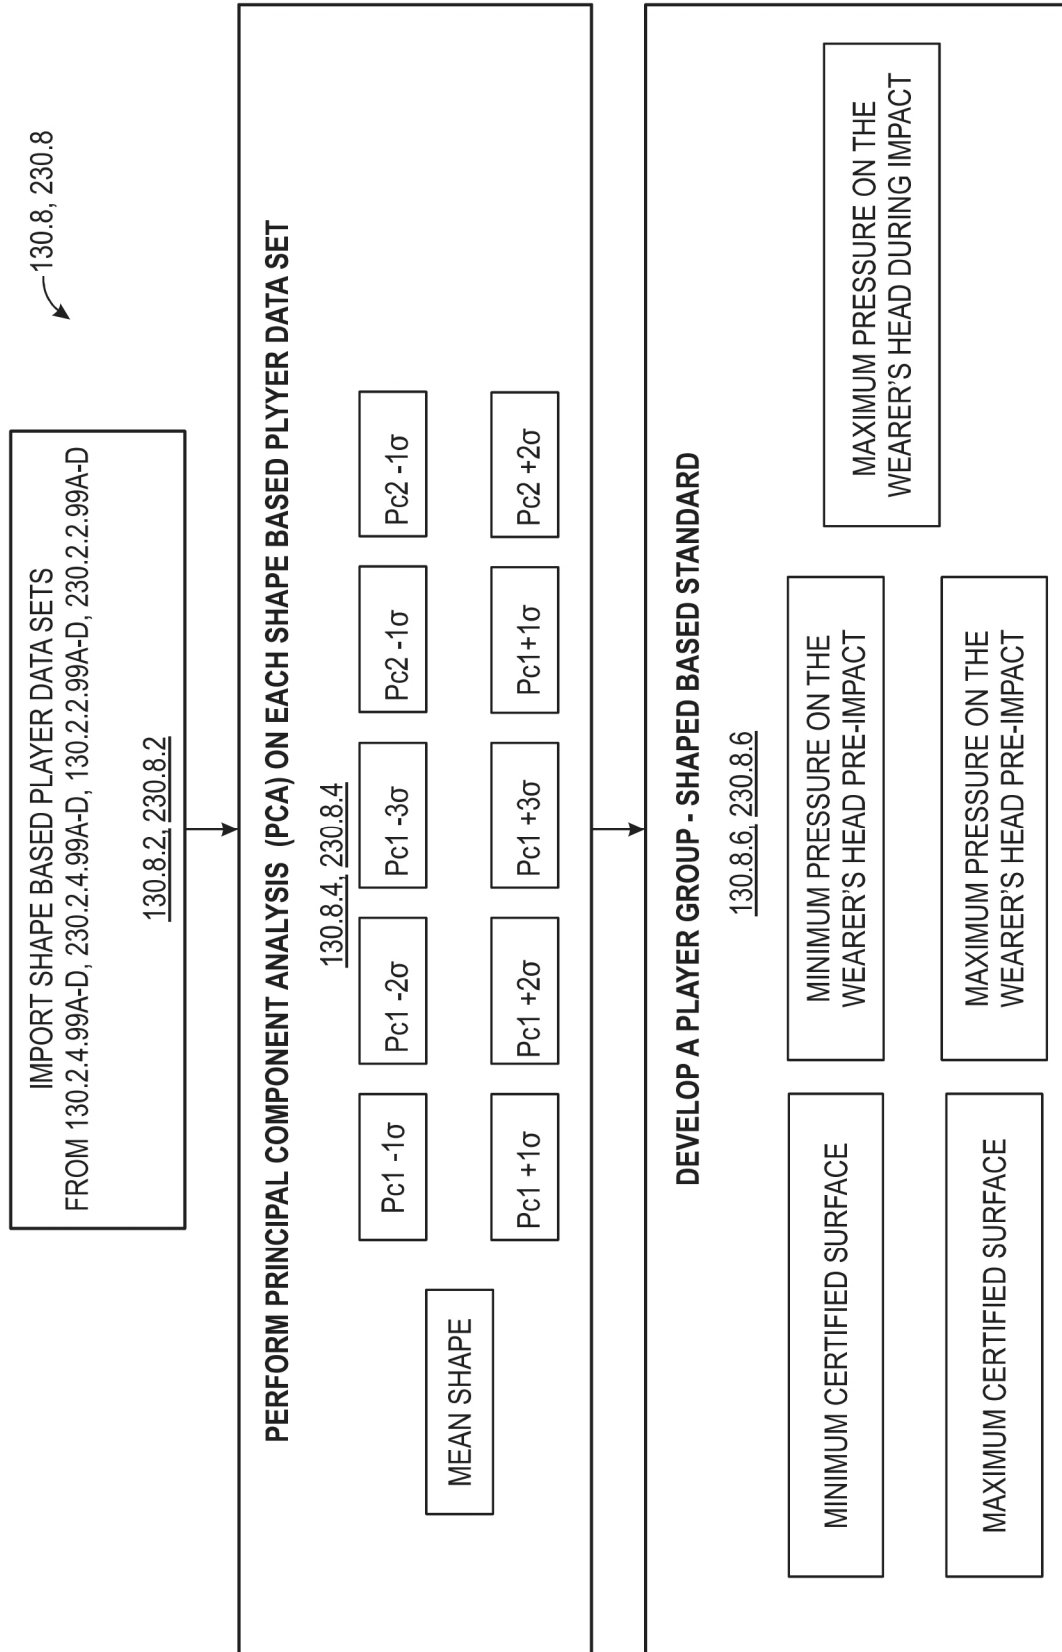 130.8, 230.8
IMPORT SHAPE BASED PLAYER DATA SETS
FROM 130.2.4.99A-D, 230.2.4.99A-D, 130.2.2.99A-D, 230.2.2.99A-D
130.8.2, 230.8.2
PERFORM PRINCIPAL COMPONENT ANALYSIS (PCA) ON EACH SHAPE BASED PLYYER DATA SET
130.8.4, 230.8.4
MEAN SHAPE
Pc1 -1σ
Pc1 -2σ
Pc1 -3σ
Pc2 -1σ
Pc2 -1σ
Pc1 +1σ
Pc1 +2σ
Pc1 +3σ
Pc1+1σ
Pc2 +2σ
DEVELOP A PLAYER GROUP - SHAPED BASED STANDARD
130.8.6, 230.8.6
MINIMUM CERTIFIED SURFACE
MINIMUM PRESSURE ON THE
WEARER'S HEAD PRE-IMPACT
MAXIMUM PRESSURE ON THE
WEARER'S HEAD DURING IMPACT
MAXIMUM CERTIFIED SURFACE
MAXIMUM PRESSURE ON THE
WEARER'S HEAD PRE-IMPACT